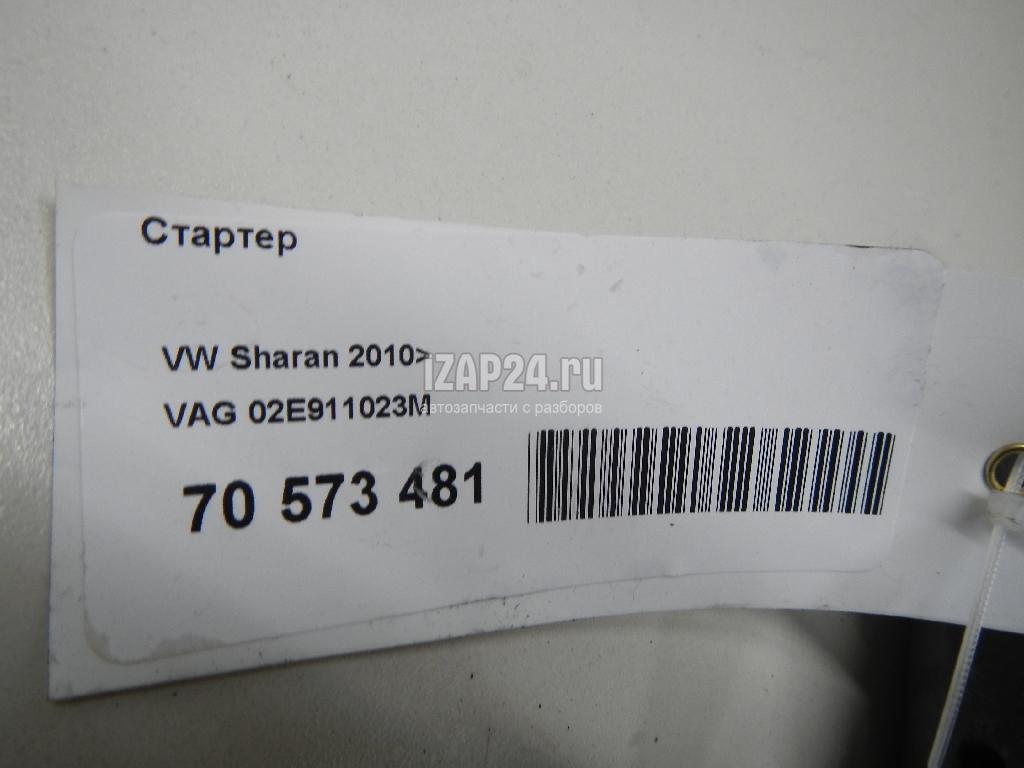 Стартер
VW Sharan 2010>
IZAP24.ru
VAG 02E911023M
автозапчасти с разборов
70 573 481